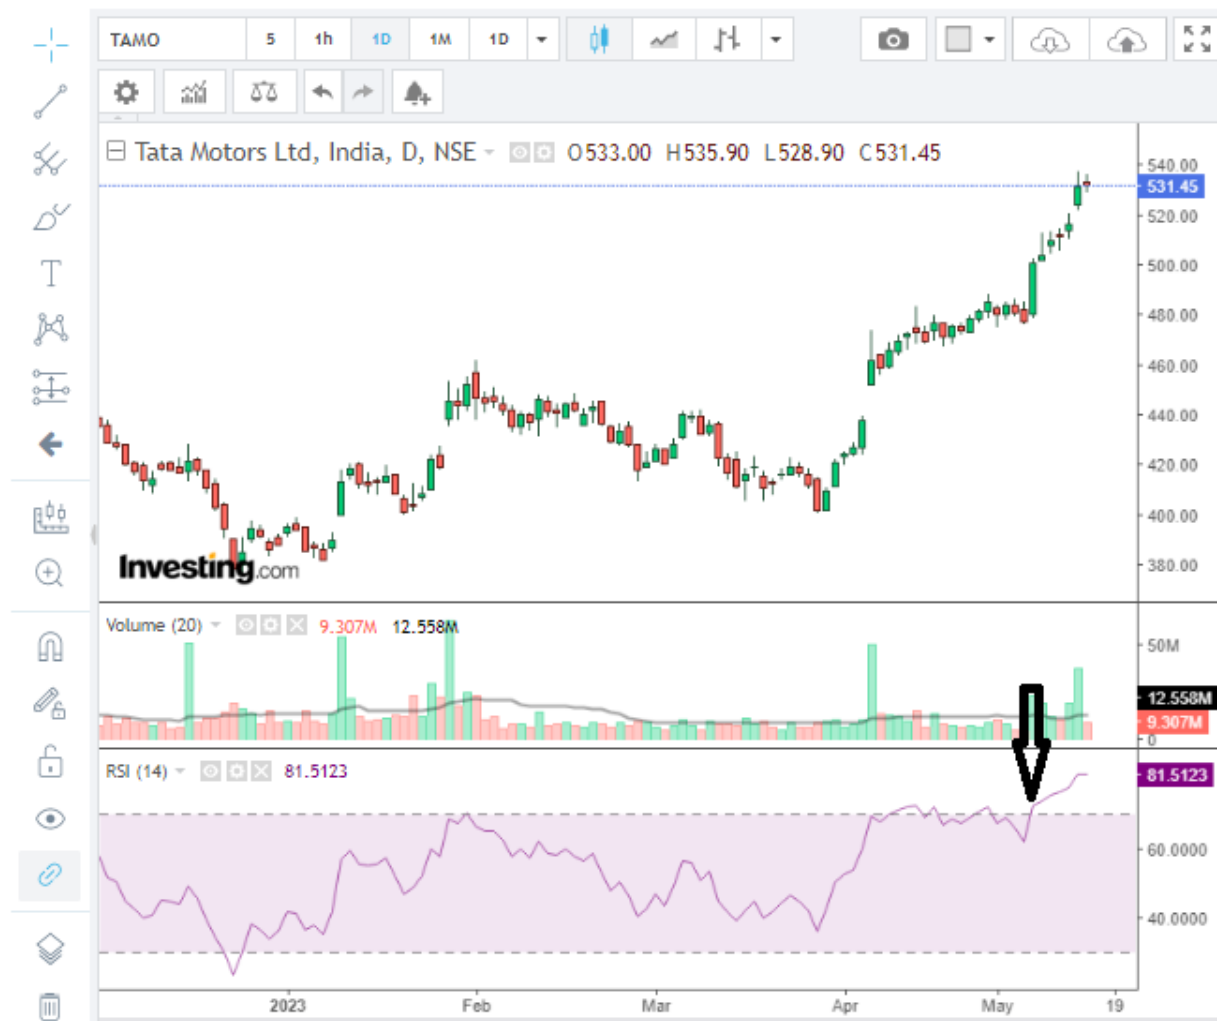 TAMO 5 1h 1D 1M 1D
Tata Motors Ltd, India, D, NSE O533.00 H535.90 L528.90 C531.45
540.00
531.45
520.00
500.00
480.00
460.00
440.00
420.00
400.00
380.00
Investing.com
Volume (20) 9.307M 12.558M
50M
12.558M
9.307M
0
RSI (14) 81.5123
81.5123
60.0000
40.0000
2023 Feb Mar Apr May 19
T